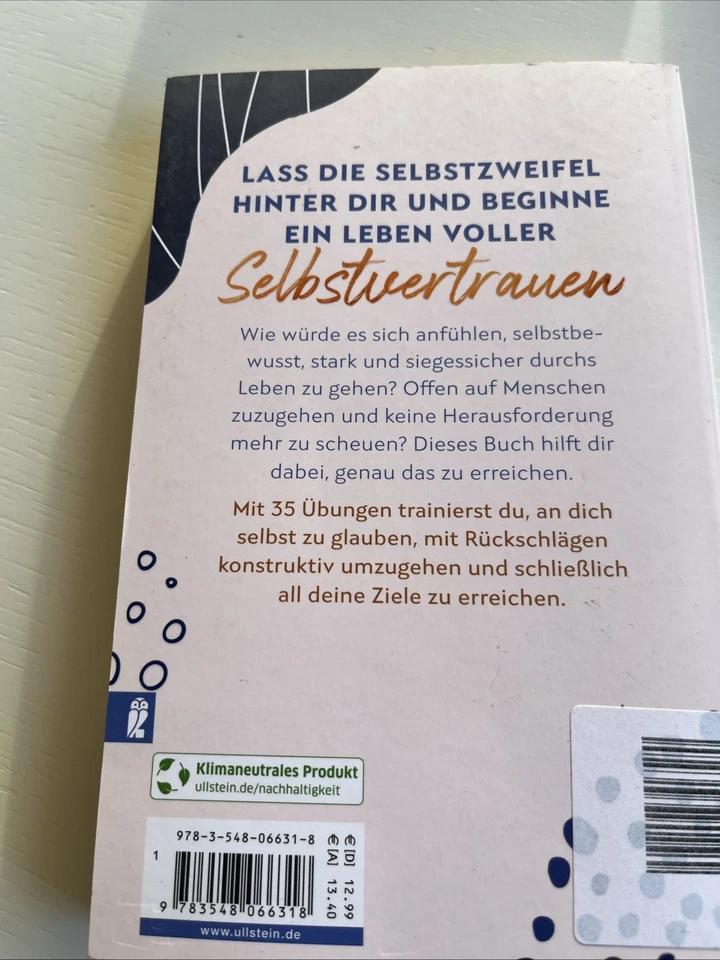 LASS DIE SELBSTZWEIFEL
HINTER DIR UND BEGINNE
EIN LEBEN VOLLER
Selbstvertrauen
Wie würde es sich anfühlen, selbstbe-
wusst, stark und siegessicher durchs
Leben zu gehen? Offen auf Menschen
zuzugehen und keine Herausforderung
mehr zu scheuen? Dieses Buch hilft dir
dabei, genau das zu erreichen.
Mit 35 Übungen trainierst du, an dich
selbst zu glauben, mit Rückschlägen
konstruktiv umzugehen und schließlich
all deine Ziele zu erreichen.
Klimaneutrales Produkt
ullstein.de/nachhaltigkeit
978-3-548-06631-8
1
9 783548 066318
€ [D] 12.99
€ [A] 13.40
www.ullstein.de